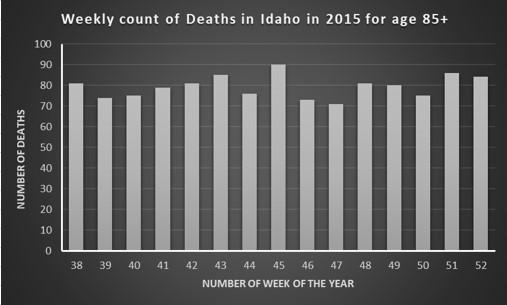 Weekly count of Deaths in Idaho in 2015 for age 85+
NUMBER OF DEATHS
100
90
80
70
60
50
40
30
20
10
0
38 39 40 41 42 43 44 45 46 47 48 49 50 51 52
NUMBER OF WEEK OF THE YEAR